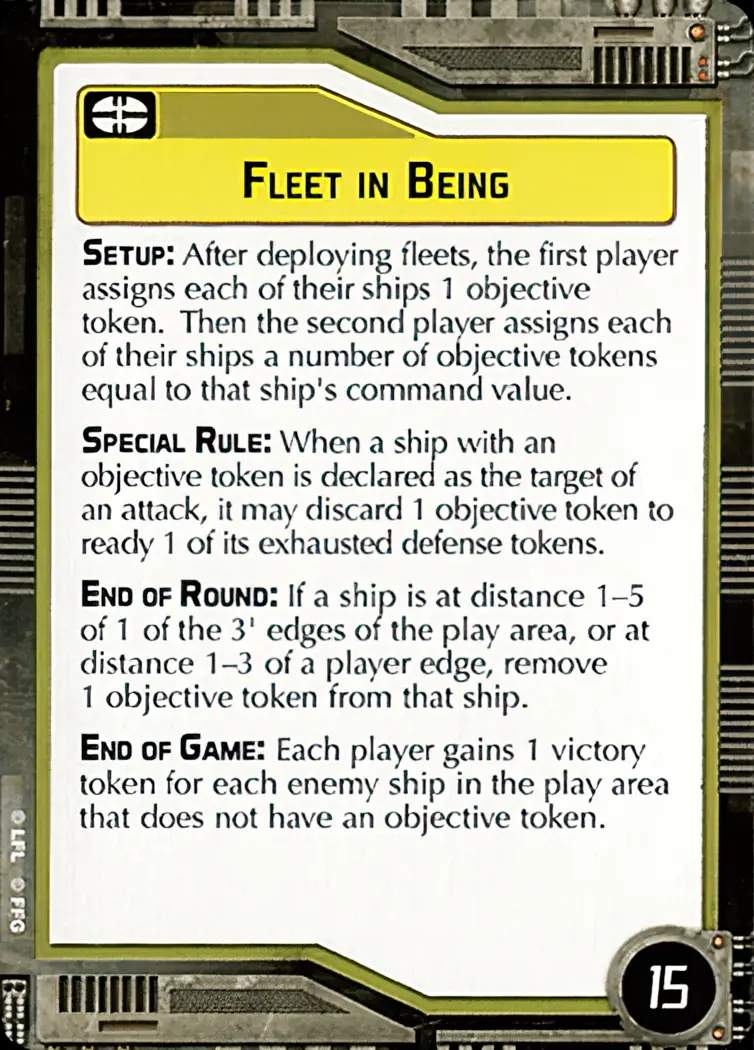 FLEET IN BEING
SETUP: After deploying fleets, the first player
assigns each of their ships 1 objective
token. Then the second player assigns each
of their ships a number of objective tokens
equal to that ship's command value.
SPECIAL RULE: When a ship with an
objective token is declared as the target of
an attack, it may discard 1 objective token to
ready 1 of its exhausted defense tokens.
END OF ROUND: If a ship is at distance 1–5
of 1 of the 3' edges of the play area, or at
distance 1–3 of a player edge, remove
1 objective token from that ship.
END OF GAME: Each player gains 1 victory
token for each enemy ship in the play area
that does not have an objective token.
© LFL © FFG
15